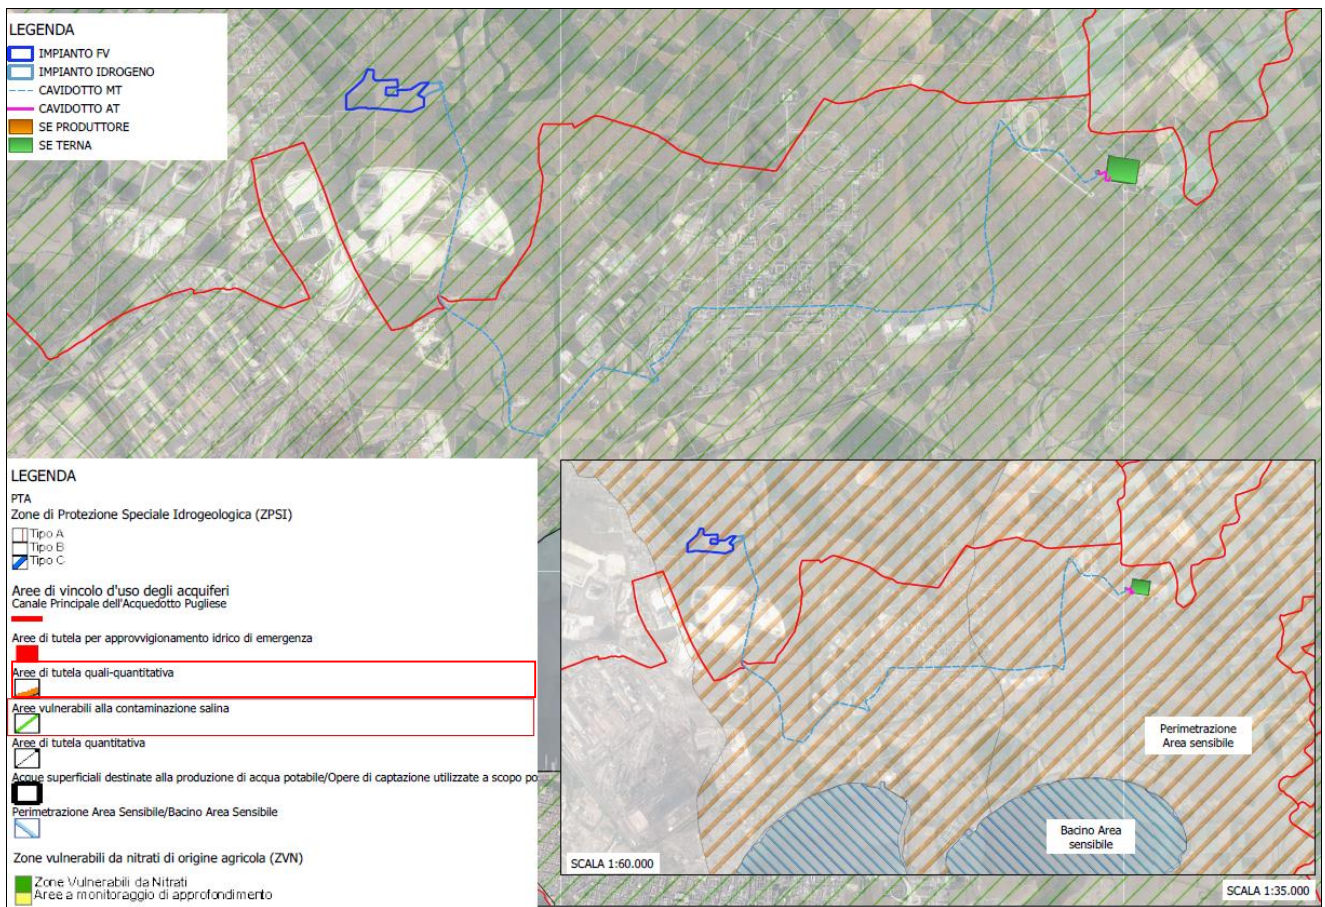 LEGENDA
IMPIANTO FV
IMPIANTO IDROGENO
CAVIDOTTO MT
CAVIDOTTO AT
SE PRODUTTORE
SE TERNA
LEGENDA
PTA
Zone di Protezione Speciale Idrogeologica (ZPSI)
Tipo A
Tipo B
Tipo C
Aree di vincolo d'uso degli acquiferi
Canale Principale dell'Acquedotto Pugliese
Aree di tutela per approvvigionamento idrico di emergenza
Aree di tutela quali-quantitativa
Aree vulnerabili alla contaminazione salina
Aree di tutela quantitativa
Acque superficiali destinate alla produzione di acqua potabile/Opere di captazione utilizzate a scopo po
Perimetrazione Area Sensibile/Bacino Area Sensibile
Zone vulnerabili da nitrati di origine agricola (ZVN)
Zone Vulnerabili da Nitrati
Aree a monitoraggio di approfondimento
Perimetrazione
Area sensibile
Bacino Area
sensibile
SCALA 1:60.000
SCALA 1:35.000